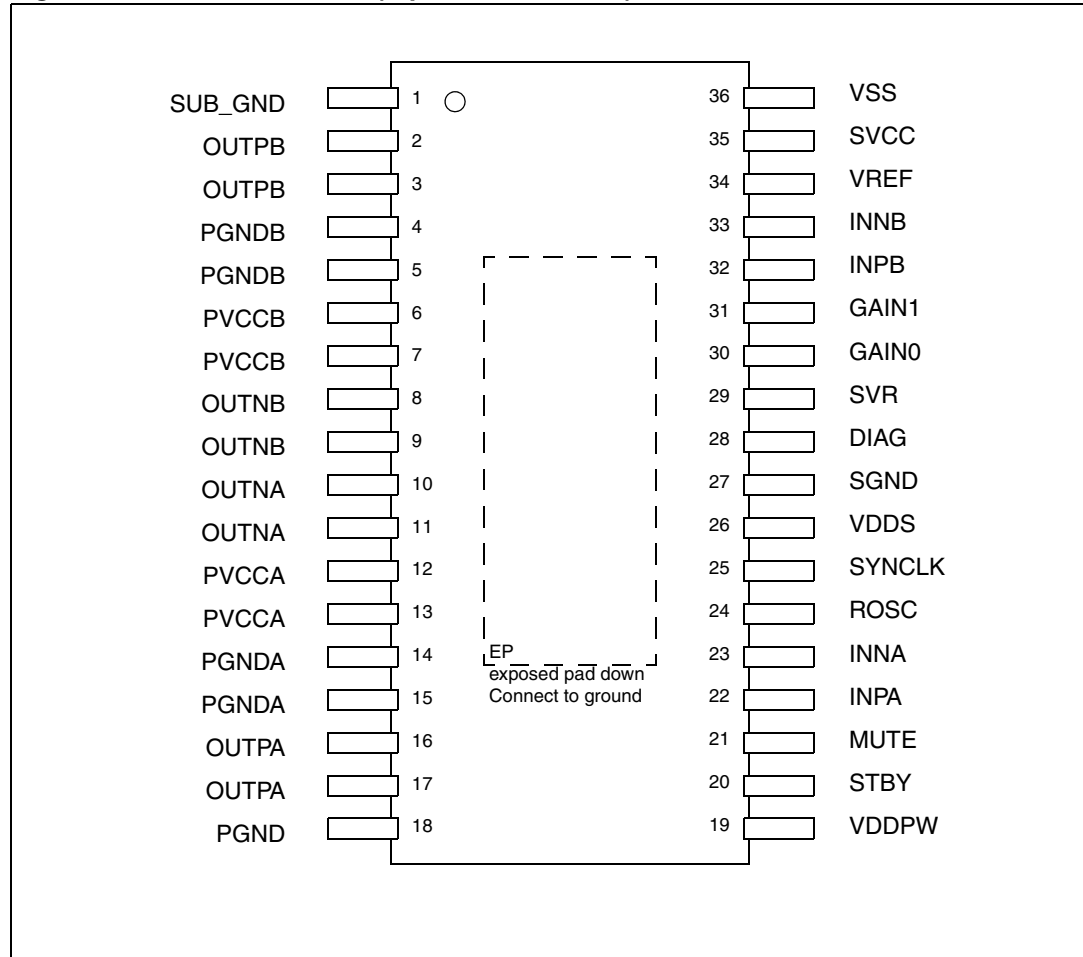 SUB_GND 1 36 VSS
OUTPB 2 35 SVCC
OUTPB 3 34 VREF
PGNDB 4 33 INNB
PGNDB 5 32 INPB
PVCCB 6 31 GAIN1
PVCCB 7 30 GAIN0
OUTNB 8 29 SVR
OUTNB 9 28 DIAG
OUTNA 10 27 SGND
OUTNA 11 26 VDDS
PVCCA 12 25 SYNCLK
PVCCA 13 24 ROSC
PGNDA 14 23 INNA
PGNDA 15 22 INPA
OUTPA 16 21 MUTE
OUTPA 17 20 STBY
PGND 18 19 VDDPW
EP
exposed pad down
Connect to ground